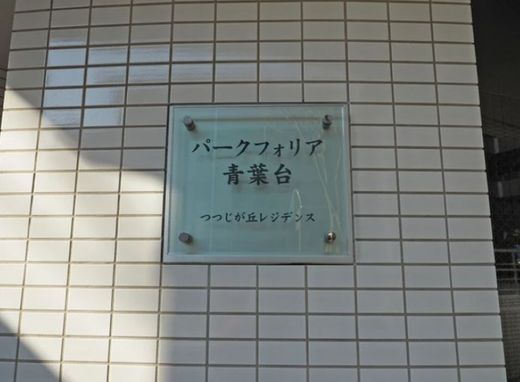 パークフォリア
青葉台
つつじが丘レジデンス